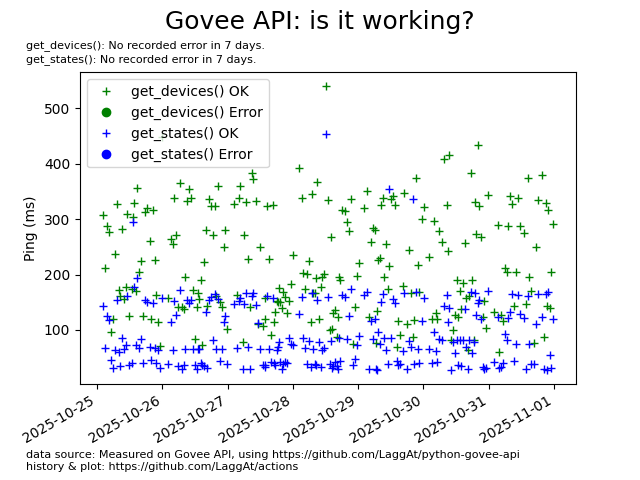 Govee API: is it working?
get_devices(): No recorded error in 7 days.
get_states(): No recorded error in 7 days.
get_devices() OK
get_devices() Error
get_states() OK
get_states() Error
Ping (ms)
500
400
300
200
100
2025-10-25
2025-10-26
2025-10-27
2025-10-28
2025-10-29
2025-10-30
2025-10-31
2025-11-01
data source: Measured on Govee API, using https://github.com/LaggAt/python-govee-api
history & plot: https://github.com/LaggAt/actions